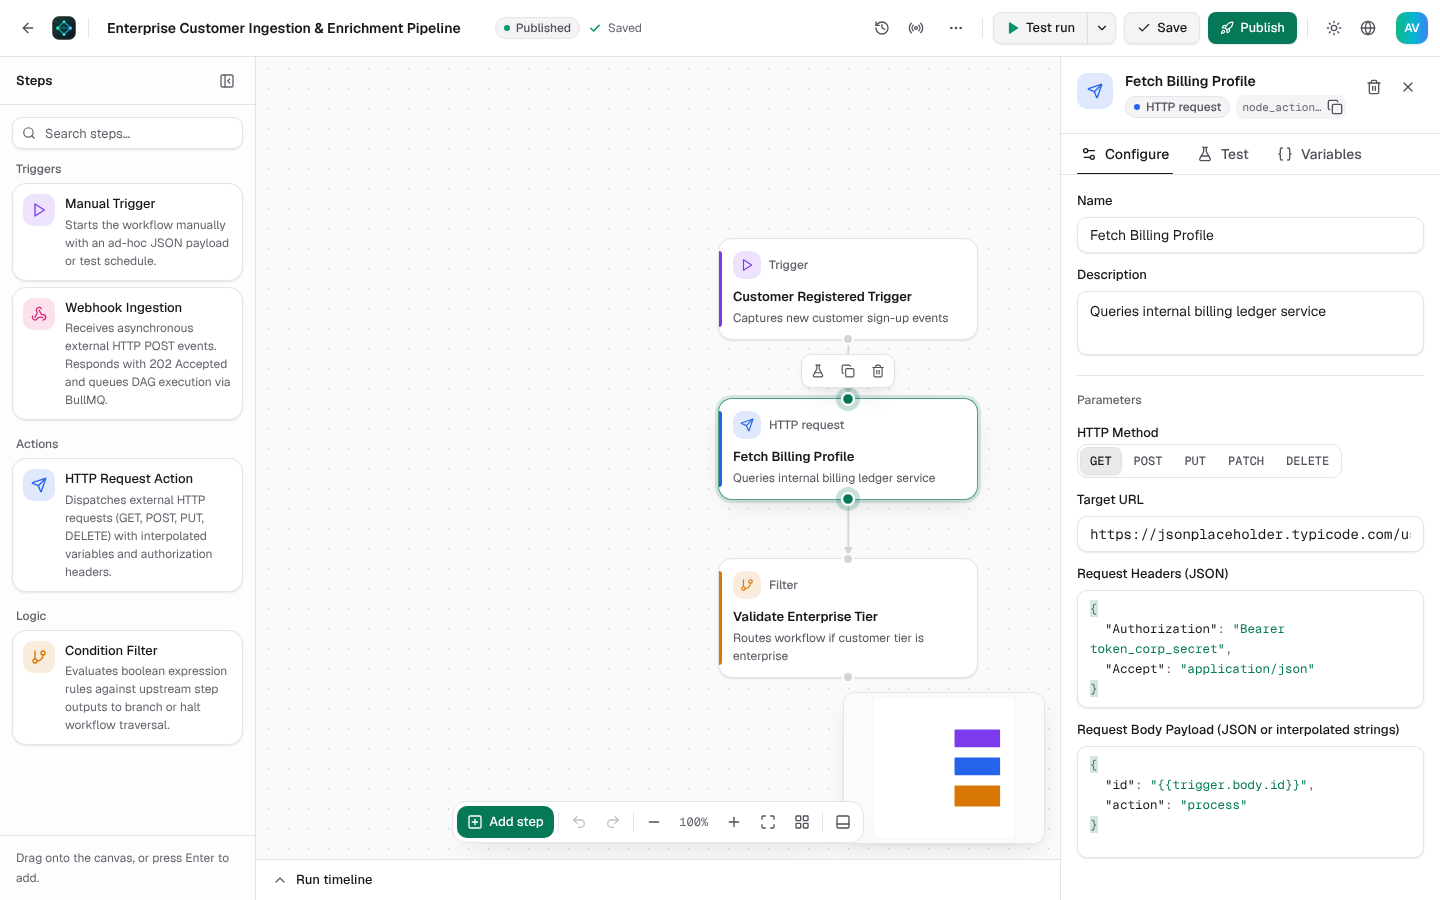 Enterprise Customer Ingestion & Enrichment Pipeline
Published
Saved
Test run
Save
Publish
AV
Steps
Search steps…
Triggers
Manual Trigger
Starts the workflow manually
with an ad-hoc JSON payload
or test schedule.
Webhook Ingestion
Receives asynchronous
external HTTP POST events.
Responds with 202 Accepted
and queues DAG execution via
BullMQ.
Actions
HTTP Request Action
Dispatches external HTTP
requests (GET, POST, PUT,
DELETE) with interpolated
variables and authorization
headers.
Logic
Condition Filter
Evaluates boolean expression
rules against upstream step
outputs to branch or halt
workflow traversal.
Drag onto the canvas, or press Enter to
add.
Trigger
Customer Registered Trigger
Captures new customer sign-up events
HTTP request
Fetch Billing Profile
Queries internal billing ledger service
Filter
Validate Enterprise Tier
Routes workflow if customer tier is
enterprise
Add step
100%
Run timeline
Fetch Billing Profile
HTTP request
node_action…
Configure
Test
Variables
Name
Fetch Billing Profile
Description
Queries internal billing ledger service
Parameters
HTTP Method
GET POST PUT PATCH DELETE
Target URL
https://jsonplaceholder.typicode.com/u
Request Headers (JSON)
{
"Authorization": "Bearer
token_corp_secret",
"Accept": "application/json"
}
Request Body Payload (JSON or interpolated strings)
{
"id": "{{trigger.body.id}}",
"action": "process"
}